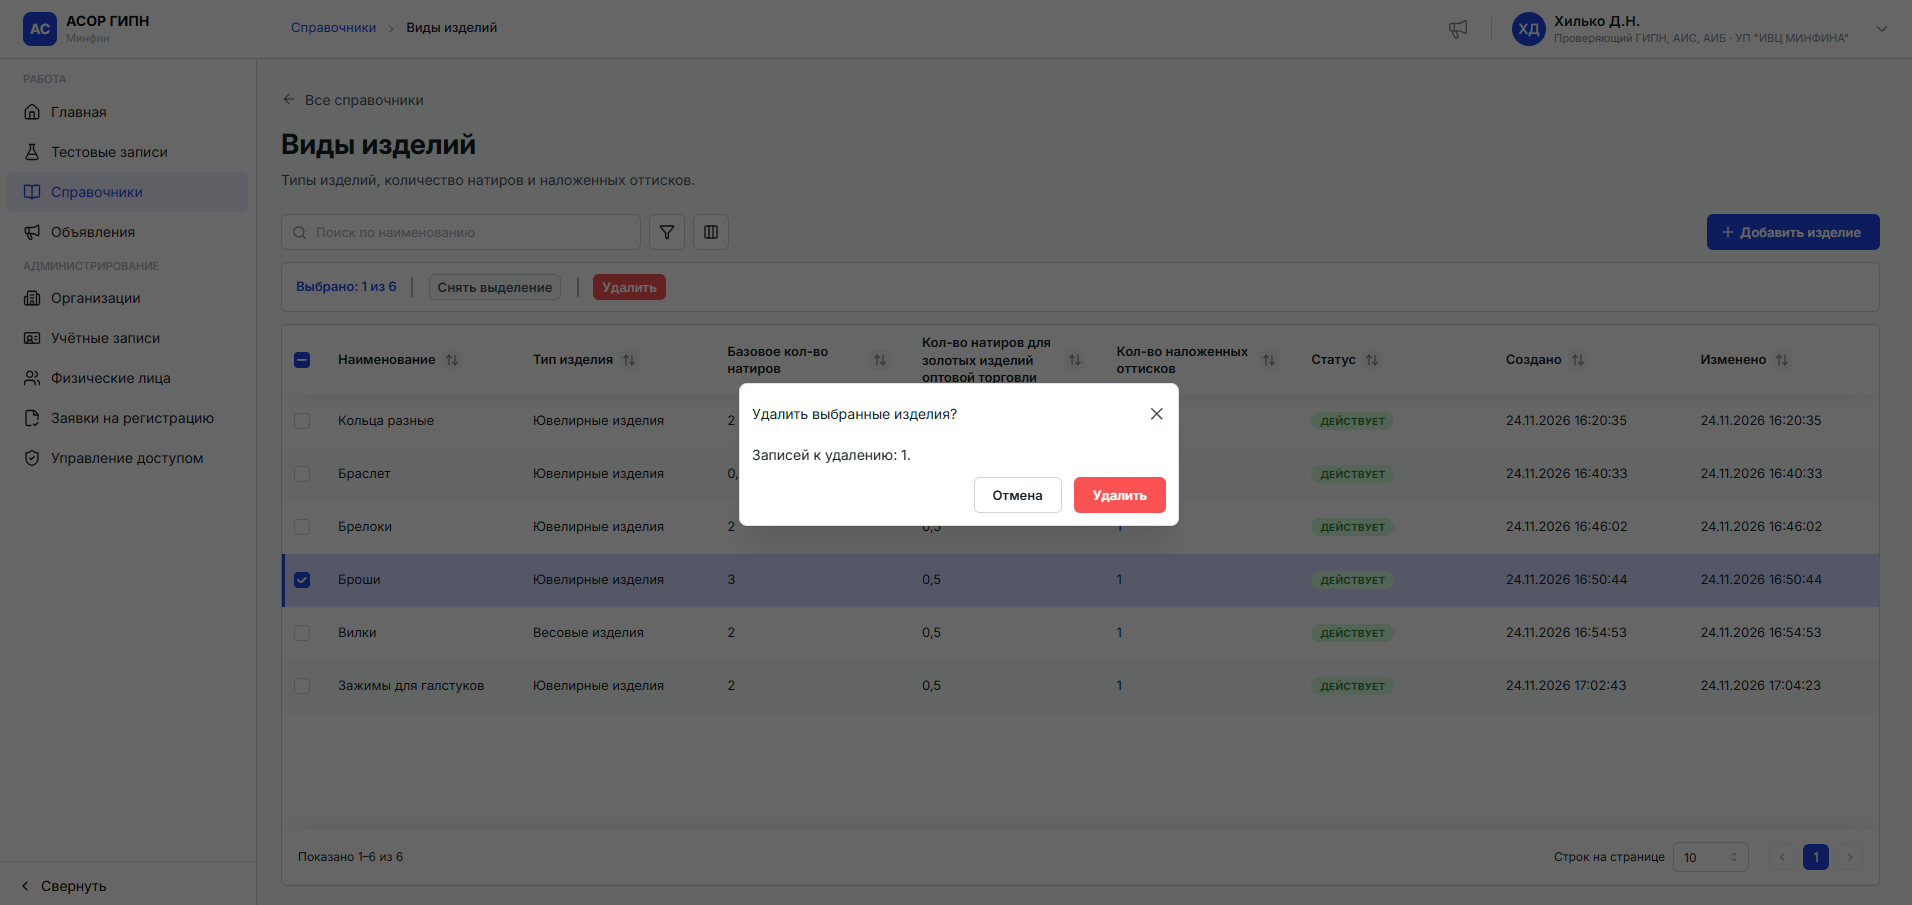 АС
АСОР ГИПН
Минфин
Справочники
Виды изделий
ХД
Хилько Д.Н.
Проверяющий ГИПН, АИС, АИБ · УП "ИВЦ МИНФИНА"
РАБОТА
Главная
Тестовые записи
Справочники
Объявления
АДМИНИСТРИРОВАНИЕ
Организации
Учётные записи
Физические лица
Заявки на регистрацию
Управление доступом
Свернуть
Все справочники
Виды изделий
Типы изделий, количество натиров и наложенных оттисков.
Поиск по наименованию
Добавить изделие
Выбрано: 1 из 6
Снять выделение
Удалить
Наименование
Тип изделия
Базовое кол-во
натиров
Кол-во натиров для
золотых изделий
оптовой торговли
Кол-во наложенных
оттисков
Статус
Создано
Изменено
Кольца разные Ювелирные изделия 2 ДЕЙСТВУЕТ 24.11.2026 16:20:35 24.11.2026 16:20:35
Браслет Ювелирные изделия 0, ДЕЙСТВУЕТ 24.11.2026 16:40:33 24.11.2026 16:40:33
Брелоки Ювелирные изделия 2 0,5 1 ДЕЙСТВУЕТ 24.11.2026 16:46:02 24.11.2026 16:46:02
Броши Ювелирные изделия 3 0,5 1 ДЕЙСТВУЕТ 24.11.2026 16:50:44 24.11.2026 16:50:44
Вилки Весовые изделия 2 0,5 1 ДЕЙСТВУЕТ 24.11.2026 16:54:53 24.11.2026 16:54:53
Зажимы для галстуков Ювелирные изделия 2 0,5 1 ДЕЙСТВУЕТ 24.11.2026 17:02:43 24.11.2026 17:04:23
Удалить выбранные изделия?
Записей к удалению: 1.
Отмена
Удалить
Показано 1–6 из 6
Строк на странице
10
1